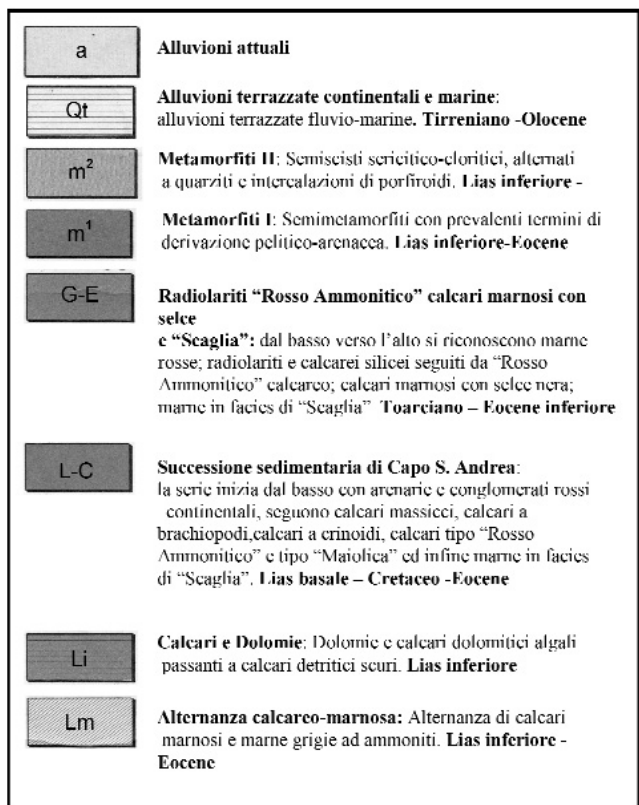 a
Alluvioni attuali
Qt
Alluvioni terrazzate continentali e marine:
alluvioni terrazzate fluvio-marine. Tirreniano -Olocene
m²
Metamorfiti II: Semiscisti sericitico-cloritici, alternati
a quarziti e intercalazioni di porfiroidi. Lias inferiore -
m¹
Metamorfiti I: Semimetamorfiti con prevalenti termini di
derivazione pelitico-arenacea. Lias inferiore-Eocene
G-E
Radiolariti “Rosso Ammonitico” calcari marnosi con
selce
e “Scaglia”: dal basso verso l’alto si riconoscono marne
rosse; radiolariti e calcarei silicei seguiti da “Rosso
Ammonitico” calcareo; calcari marnosi con selce nera;
marne in facies di “Scaglia” Toarciano – Eocene inferiore
L-C
Successione sedimentaria di Capo S. Andrea:
la serie inizia dal basso con arenarie e conglomerati rossi
continentali, seguono calcari massicci, calcari a
brachiopodi,calcari a crinoidi, calcari tipo “Rosso
Ammonitico” e tipo “Maiolica” ed infine marne in facies
di “Scaglia”. Lias basale – Cretaceo -Eocene
Li
Calcari e Dolomie: Dolomie e calcari dolomitici algali
passanti a calcari detritici scuri. Lias inferiore
Lm
Alternanza calcareo-marnosa: Alternanza di calcari
marnosi e marne grigie ad ammoniti. Lias inferiore -
Eocene